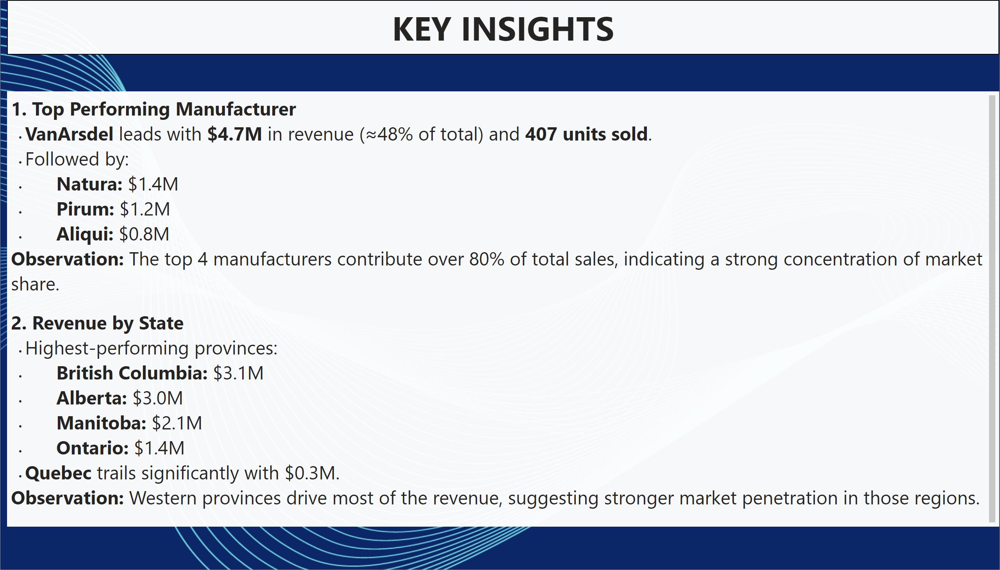 KEY INSIGHTS
1. Top Performing Manufacturer
· VanArsdel leads with $4.7M in revenue (≈48% of total) and 407 units sold.
· Followed by:
· Natura: $1.4M
· Pirum: $1.2M
· Aliqui: $0.8M
Observation: The top 4 manufacturers contribute over 80% of total sales, indicating a strong concentration of market
share.
2. Revenue by State
· Highest-performing provinces:
· British Columbia: $3.1M
· Alberta: $3.0M
· Manitoba: $2.1M
· Ontario: $1.4M
· Quebec trails significantly with $0.3M.
Observation: Western provinces drive most of the revenue, suggesting stronger market penetration in those regions.